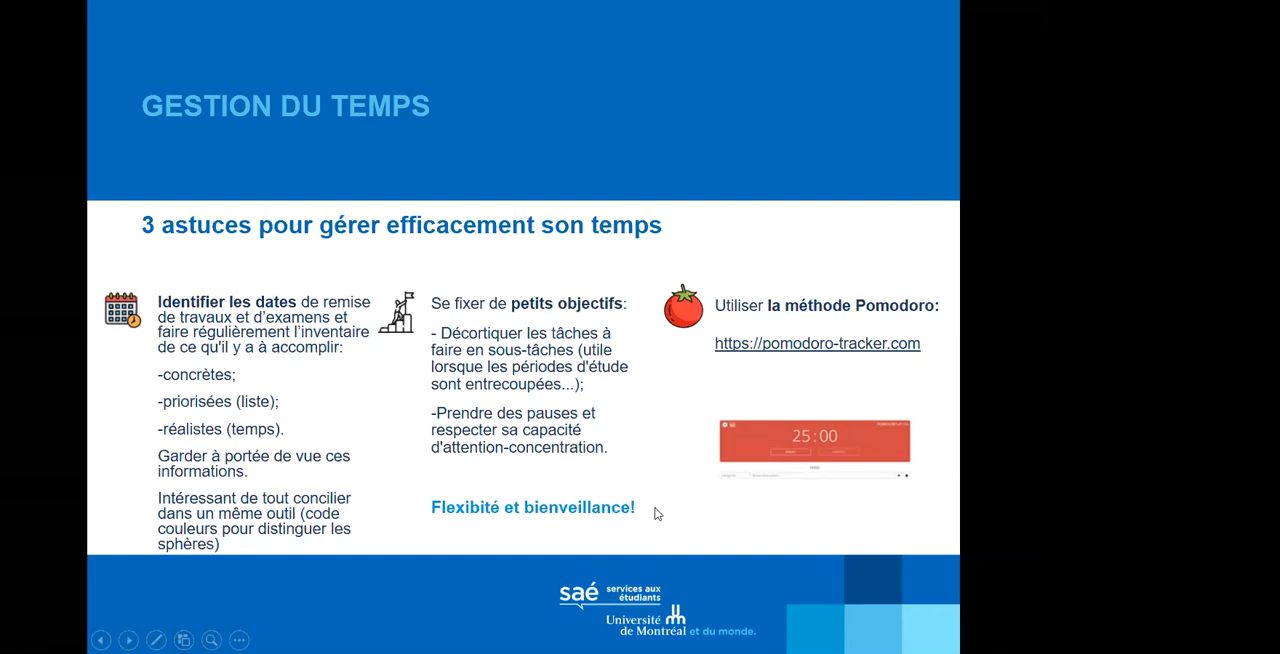 GESTION DU TEMPS
3 astuces pour gérer efficacement son temps
Identifier les dates de remise
de travaux et d'examens et
faire régulièrement l'inventaire
de ce qu'il y a à accomplir:
-concrètes;
-priorisées (liste);
-réalistes (temps).
Garder à portée de vue ces
informations.
Intéressant de tout concilier
dans un même outil (code
couleurs pour distinguer les
sphères)
Se fixer de petits objectifs:
- Décortiquer les tâches à
faire en sous-tâches (utile
lorsque les périodes d'étude
sont entrecoupées...);
-Prendre des pauses et
respecter sa capacité
d'attention-concentration.
Flexibité et bienveillance!
Utiliser la méthode Pomodoro:
https://pomodoro-tracker.com
25:00
saé services aux
étudiants
Université
de Montréal et du monde.